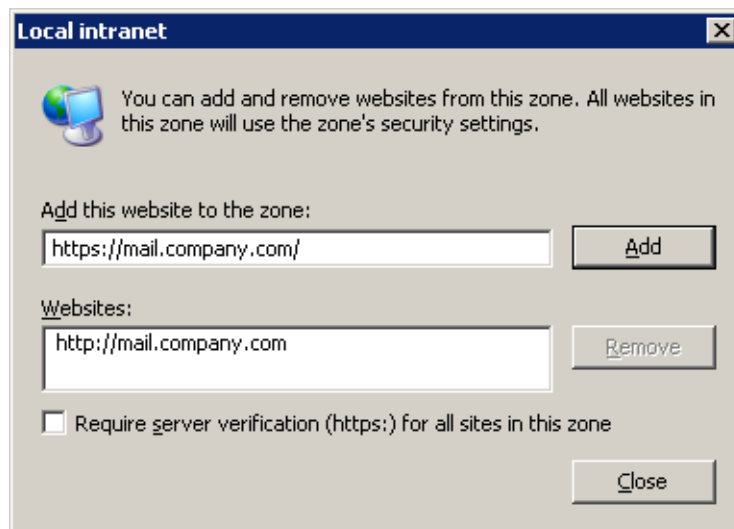 Local intranet
You can add and remove websites from this zone. All websites in
this zone will use the zone's security settings.
Add this website to the zone:
https://mail.company.com/
Add
Websites:
http://mail.company.com
Remove
Require server verification (https:) for all sites in this zone
Close